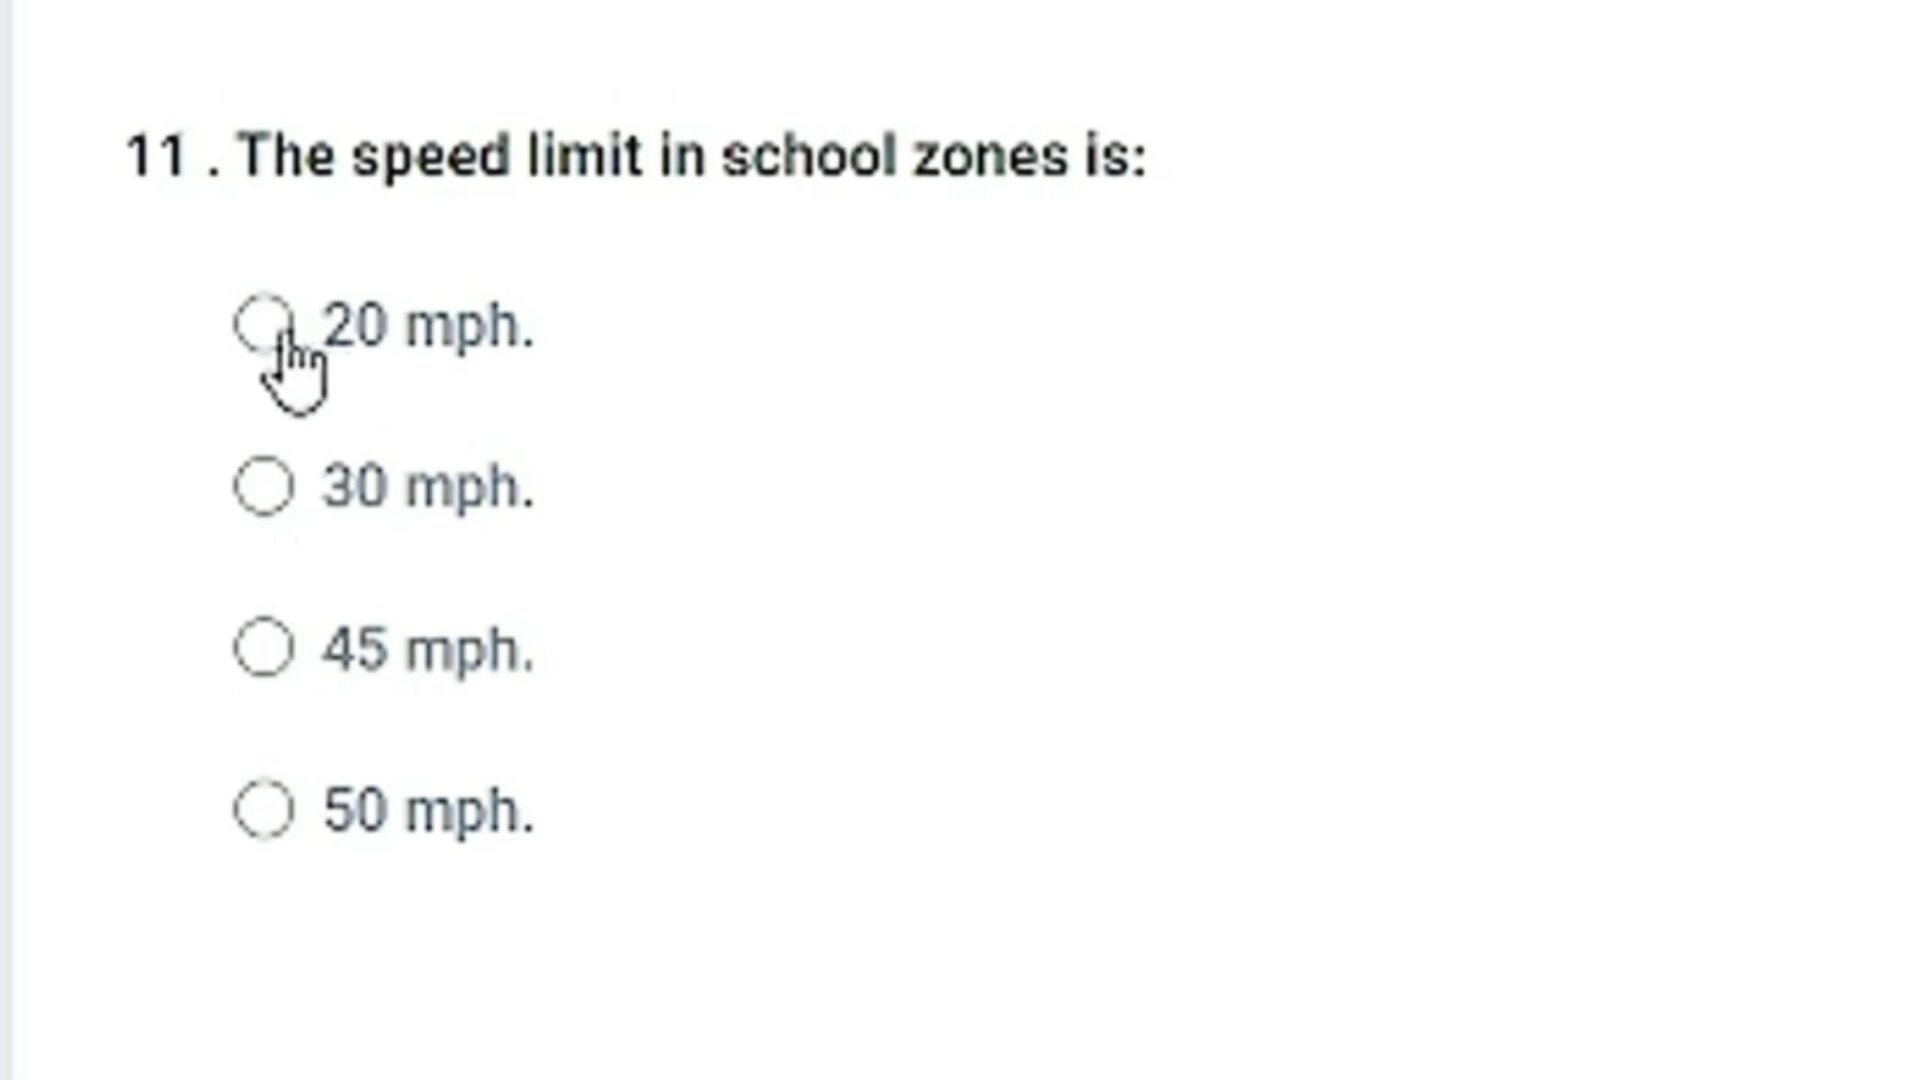 11 . The speed limit in school zones is:
20 mph.
30 mph.
45 mph.
50 mph.